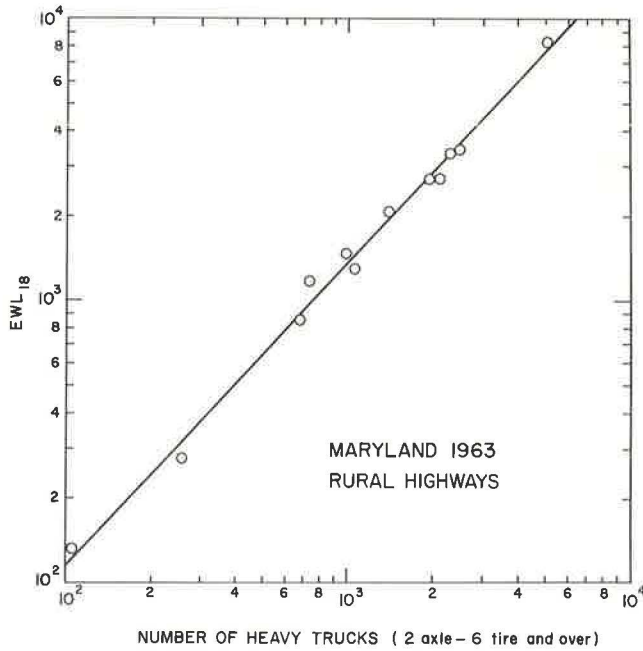 10⁴
8
6
4
2
10³
8
6
4
2
10²
EWL₁₈
MARYLAND 1963
RURAL HIGHWAYS
10² 2 4 6 8 10³ 2 4 6 8 10⁴
NUMBER OF HEAVY TRUCKS ( 2 axle – 6 tire and over)